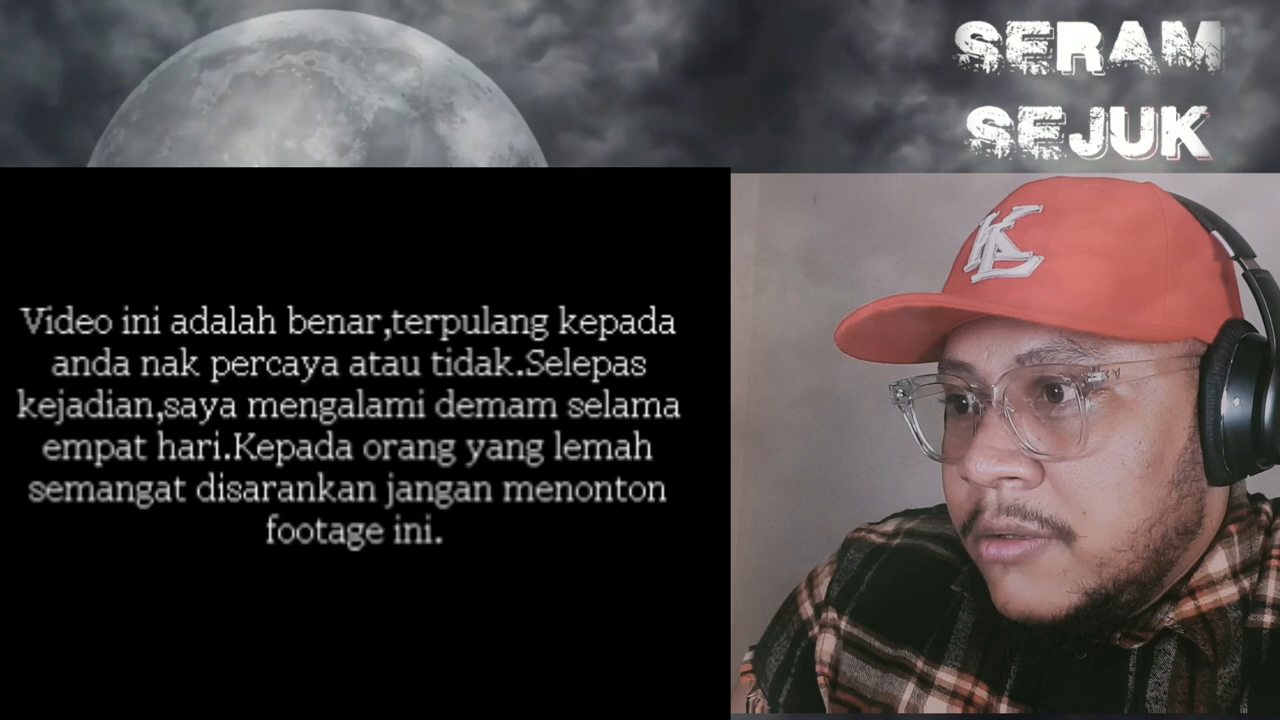 SERAM
SEJUK
KL
Video ini adalah benar,terpulang kepada
anda nak percaya atau tidak.Selepas
kejadian,saya mengalami demam selama
empat hari.Kepada orang yang lemah
semangat disarankan jangan menonton
footage ini.